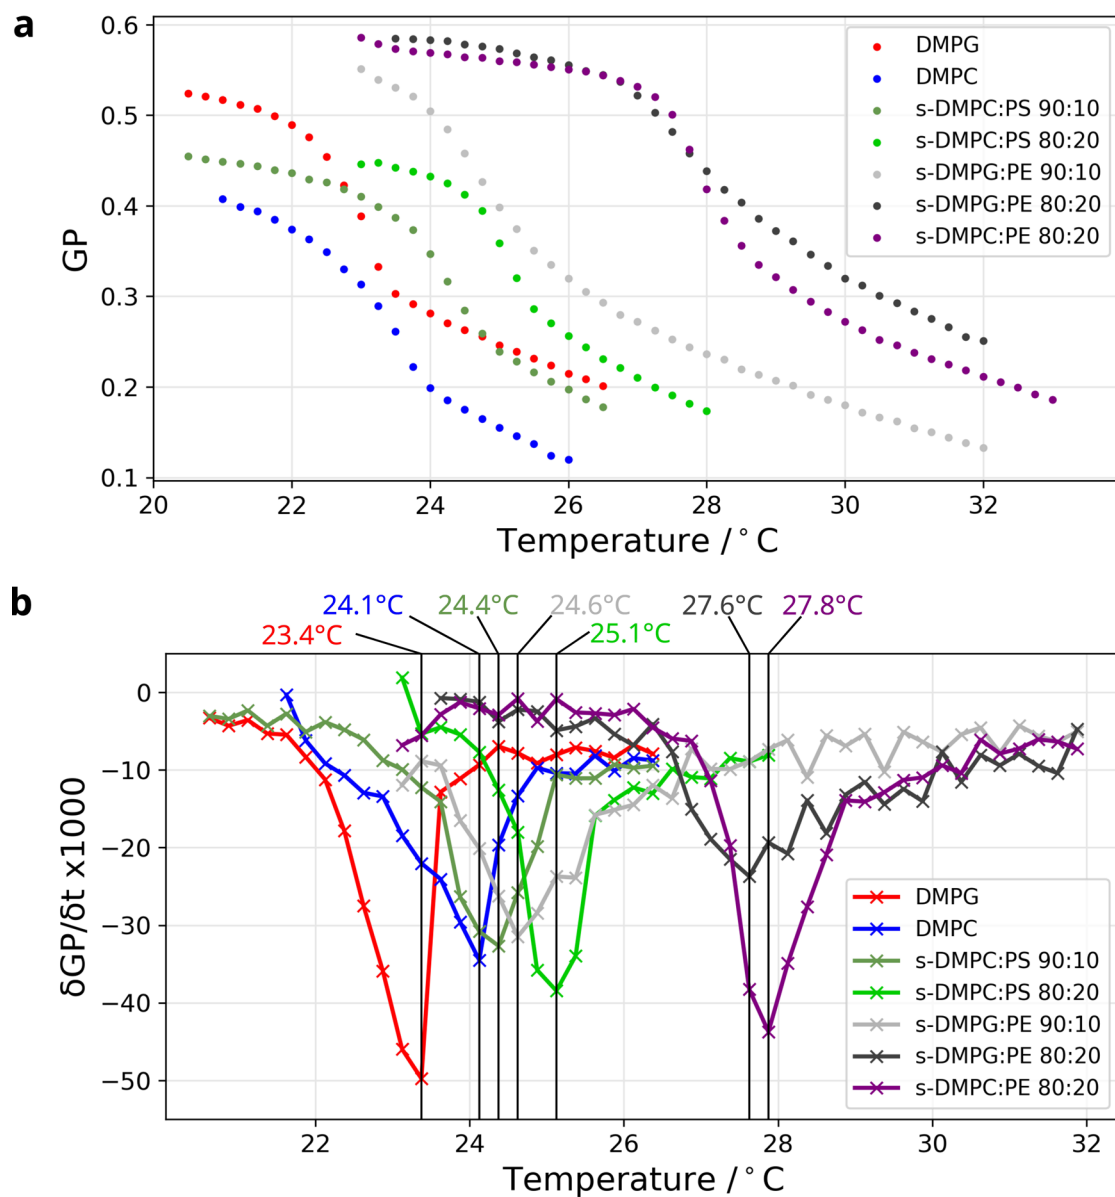 a
0.6
0.5
0.4
0.3
0.2
0.1
GP
DMPG
DMPC
s-DMPC:PS 90:10
s-DMPC:PS 80:20
s-DMPG:PE 90:10
s-DMPG:PE 80:20
s-DMPC:PE 80:20
20 22 24 26 28 30 32
Temperature / °C
b
24.1°C 24.4°C 24.6°C 27.6°C 27.8°C
23.4°C 25.1°C
0
−10
−20
−30
−40
−50
δGP/δt x1000
DMPG
DMPC
s-DMPC:PS 90:10
s-DMPC:PS 80:20
s-DMPG:PE 90:10
s-DMPG:PE 80:20
s-DMPC:PE 80:20
22 24 26 28 30 32
Temperature / °C